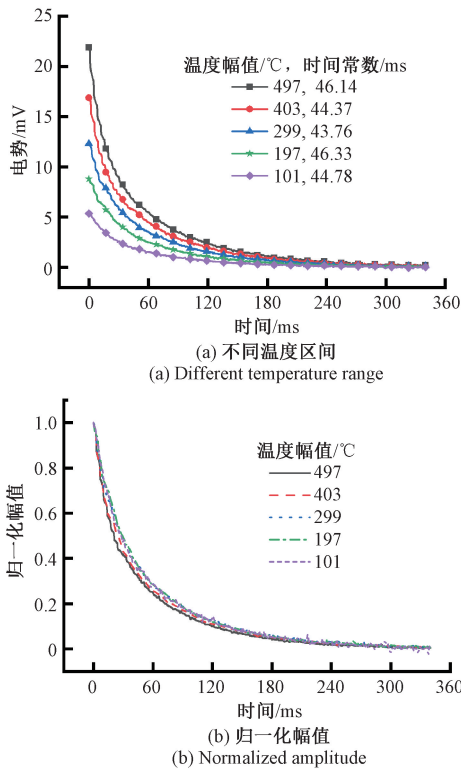 25
20
15
10
5
0
电势/mV
温度幅值/℃，时间常数/ms
497, 46.14
403, 44.37
299, 43.76
197, 46.33
101, 44.78
0 60 120 180 240 300 360
时间/ms
(a) 不同温度区间
(a) Different temperature range
1.0
0.8
0.6
0.4
0.2
0
归一化幅值
温度幅值/℃
497
403
299
197
101
0 60 120 180 240 300 360
时间/ms
(b) 归一化幅值
(b) Normalized amplitude